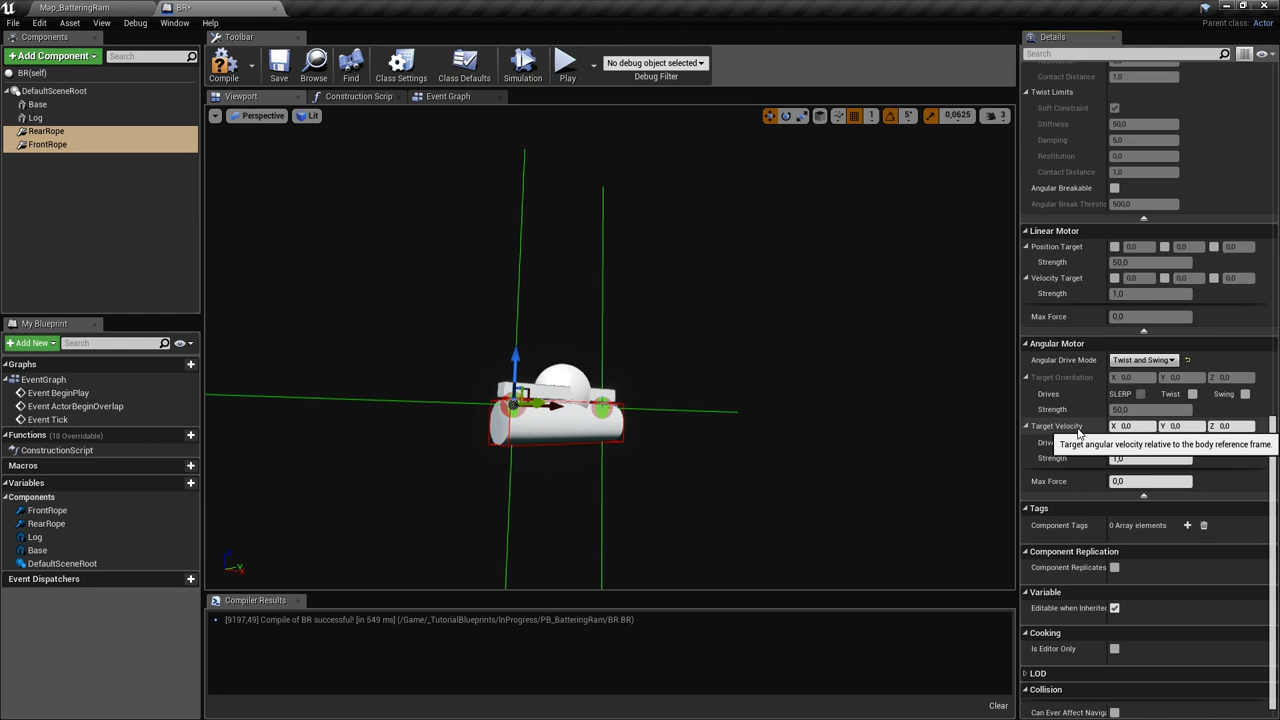 Map_BatteringRam
BR*
File Edit Asset View Debug Window Help
Parent class: Actor
Components
Toolbar
Details
+ Add Component
Search
Compile
Save
Browse
Find
Class Settings
Class Defaults
Simulation
Play
No debug object selected
Debug Filter
Search
BR(self)
DefaultSceneRoot
Base
Log
RearRope
FrontRope
Viewport
Construction Scrip
Event Graph
Perspective
Lit
1
5°
0,0625
3
Contact Distance 1,0
Twist Limits
Soft Constraint
Stiffness 50,0
Damping 5,0
Restitution 0,0
Contact Distance 1,0
Angular Breakable
Angular Break Thresho 500,0
Linear Motor
Position Target 0,0 0,0 0,0
Strength 50,0
Velocity Target 0,0 0,0 0,0
Strength 1,0
Max Force 0,0
Angular Motor
Angular Drive Mode Twist and Swing
Target Orientation X 0,0 Y 0,0 Z 0,0
Drives SLERP Twist Swing
Strength 50,0
Target Velocity X 0,0 Y 0,0 Z 0,0
Drive
Target angular velocity relative to the body reference frame.
Strength 1,0
Max Force 0,0
Tags
Component Tags 0 Array elements
Component Replication
Component Replicates
Variable
Editable when Inherited
Cooking
Is Editor Only
LOD
Collision
Can Ever Affect Naviga
My Blueprint
+ Add New
Search
Graphs
EventGraph
Event BeginPlay
Event ActorBeginOverlap
Event Tick
Functions (18 Overridable)
ConstructionScript
Macros
Variables
Components
FrontRope
RearRope
Log
Base
DefaultSceneRoot
Event Dispatchers
Compiler Results
[9197,49] Compile of BR successful! [in 549 ms] (/Game/_TutorialBlueprints/InProgress/PB_BatteringRam/BR.BR)
Clear